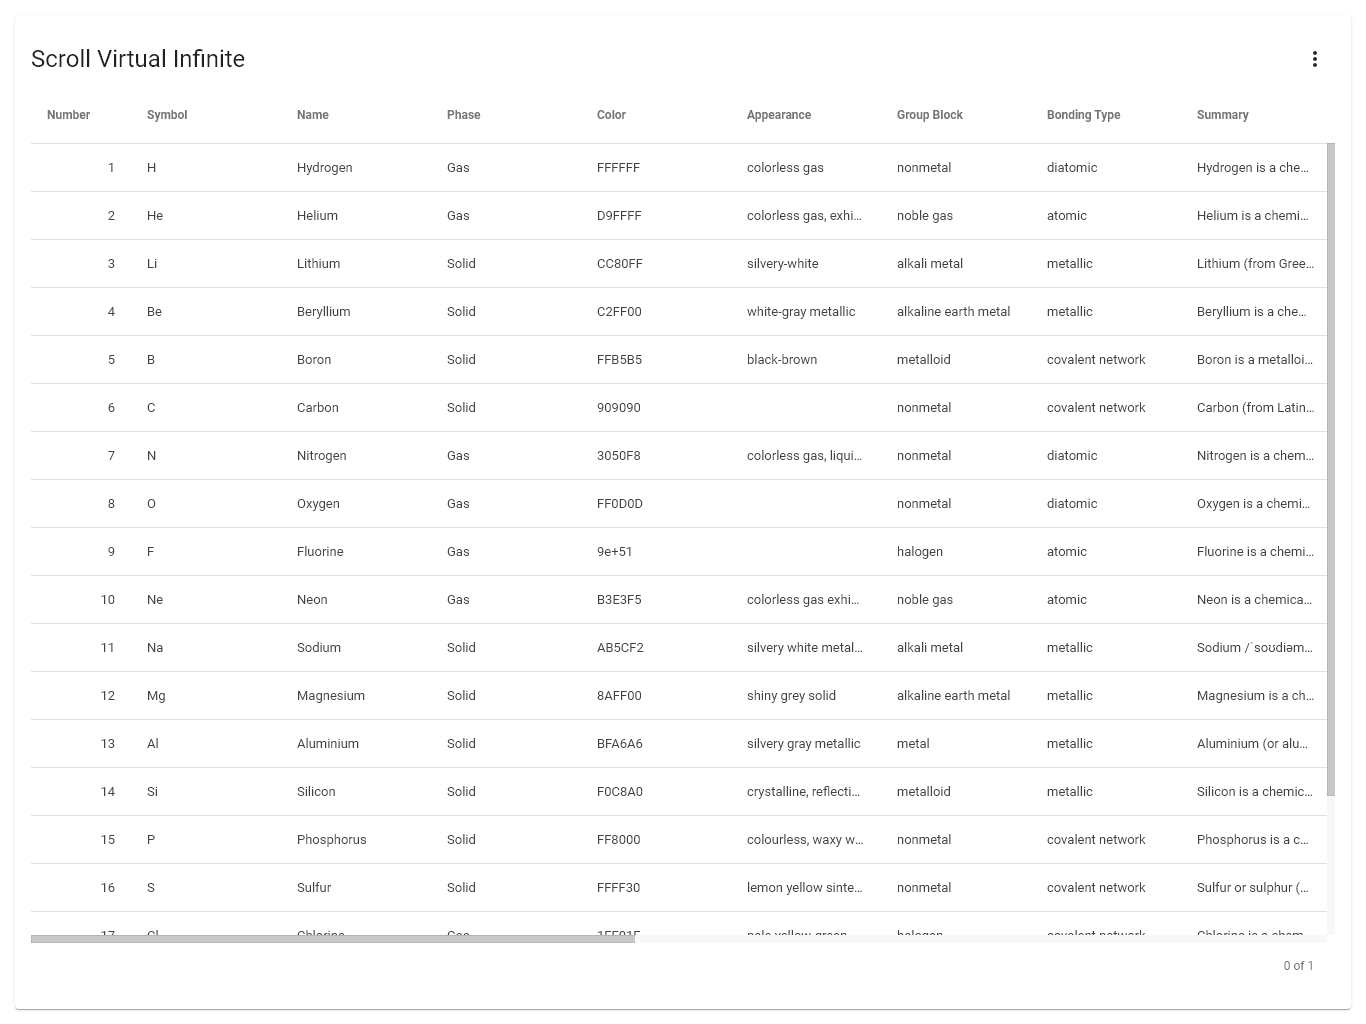 Scroll Virtual Infinite
Number Symbol Name Phase Color Appearance Group Block Bonding Type Summary
1 H Hydrogen Gas FFFFFF colorless gas nonmetal diatomic Hydrogen is a che...
2 He Helium Gas D9FFFF colorless gas, exhi... noble gas atomic Helium is a chemi...
3 Li Lithium Solid CC80FF silvery-white alkali metal metallic Lithium (from Gree...
4 Be Beryllium Solid C2FF00 white-gray metallic alkaline earth metal metallic Beryllium is a che...
5 B Boron Solid FFB5B5 black-brown metalloid covalent network Boron is a metalloi...
6 C Carbon Solid 909090 nonmetal covalent network Carbon (from Latin...
7 N Nitrogen Gas 3050F8 colorless gas, liqui... nonmetal diatomic Nitrogen is a chem...
8 O Oxygen Gas FF0D0D nonmetal diatomic Oxygen is a chemi...
9 F Fluorine Gas 9e+51 halogen atomic Fluorine is a chemi...
10 Ne Neon Gas B3E3F5 colorless gas exhi... noble gas atomic Neon is a chemica...
11 Na Sodium Solid AB5CF2 silvery white metal... alkali metal metallic Sodium /ˈsoʊdiəm...
12 Mg Magnesium Solid 8AFF00 shiny grey solid alkaline earth metal metallic Magnesium is a ch...
13 Al Aluminium Solid BFA6A6 silvery gray metallic metal metallic Aluminium (or alu...
14 Si Silicon Solid F0C8A0 crystalline, reflecti... metalloid metallic Silicon is a chemic...
15 P Phosphorus Solid FF8000 colourless, waxy w... nonmetal covalent network Phosphorus is a c...
16 S Sulfur Solid FFFF30 lemon yellow sinte... nonmetal covalent network Sulfur or sulphur (...
17 Cl Chlorine Gas 1FF01F pale yellow-green halogen covalent network Chlorine is a chem...
0 of 1